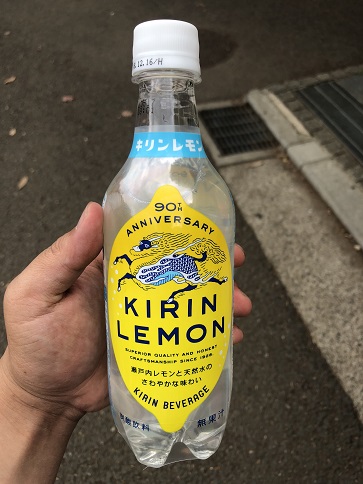 .12.16/H
キリンレモン
90TH
ANNIVERSARY
KIRIN
LEMON
SUPERIOR QUALITY AND HONEST
CRAFTSMANSHIP SINCE 1928
瀬戸内レモンと天然水の
さわやかな味わい
KIRIN BEVERAGE
炭酸飲料
無果汁